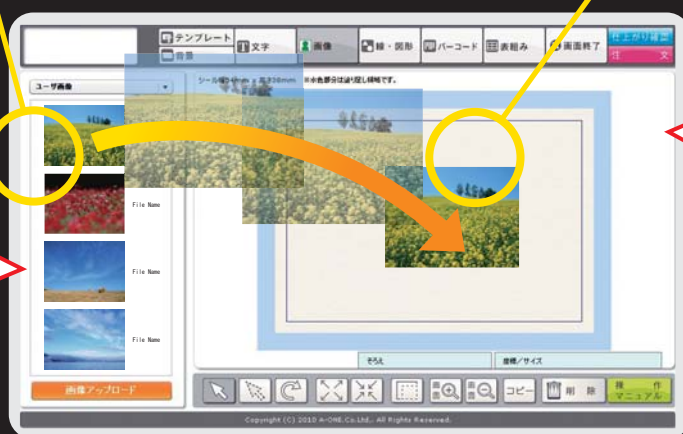 テンプレート
背景
文字
画像
線・図形
バーコード
表組み
画面終了
仕上がり確認
注 文
ユーザ画像
※水色部分は塗り足し領域です。
File Name
File Name
File Name
そろえ
座標/サイズ
画像アップロード
画面
画面
コピー
削 除
操 作
マニュアル
Copyright (C) 2010 A-ONE.Co.Ltd. All Rights Reserved.